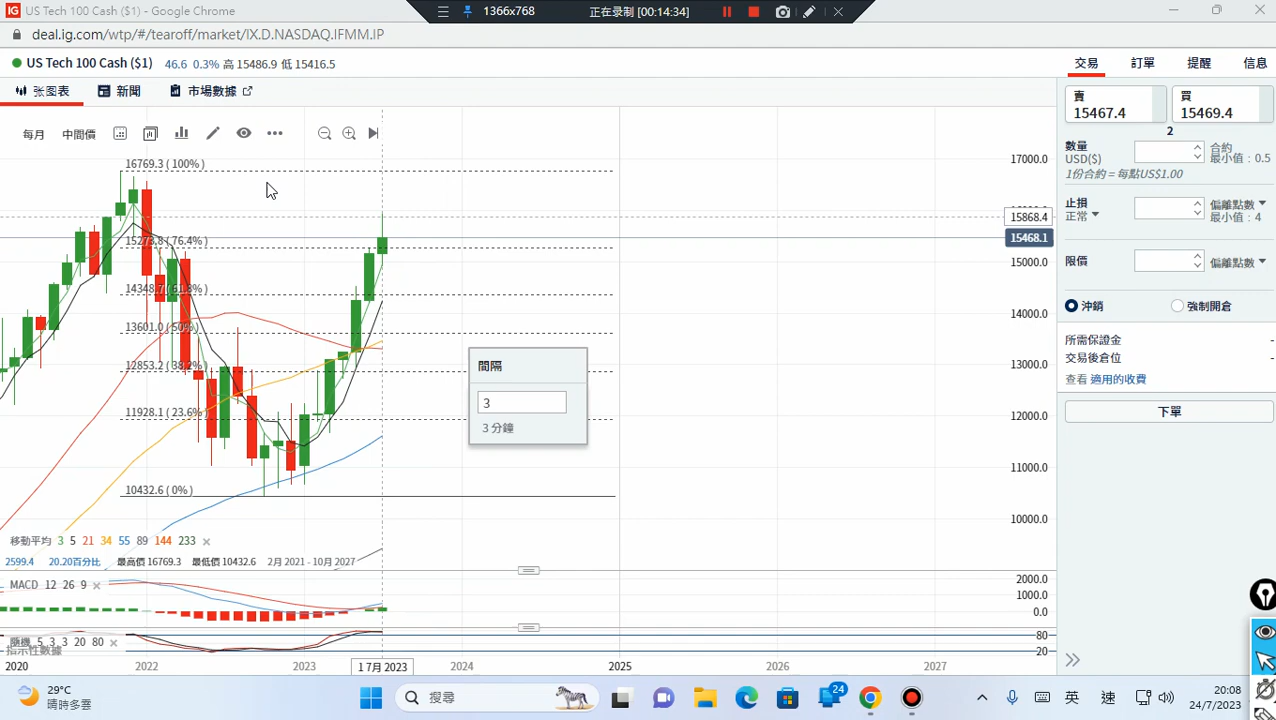 US Tech 100 Cash ($1) - Google Chrome
1366x768
正在录制 [00:14:34]
deal.ig.com/wtp/#/tearoff/market/IX.D.NASDAQ.IFMM.IP
US Tech 100 Cash ($1) 46.6 0.3% 高 15486.9 低 15416.5
交易 訂單 提醒 信息
张图表 新聞 市場數據
賣 15467.4
買 15469.4
2
每月 中間價
數量 USD($)
合約 最小值 : 0.5
1份合約 = 每點US$1.00
止損 正常
偏離點數 最小值 : 4
限價 偏離點數
沖銷 強制開倉
所需保證金 -
交易後倉位 -
查看 適用的收費
下單
16769.3 ( 100% )
15273.8 ( 76.4% )
14348.7 ( 61.8% )
13601.0 ( 50% )
12853.2 ( 38.2% )
11928.1 ( 23.6% )
10432.6 ( 0% )
17000.0
15868.4
15468.1
15000.0
14000.0
13000.0
12000.0
11000.0
10000.0
間隔
3
3 分鐘
移動平均 3 5 21 34 55 89 144 233
2599.4 20.20百分比 最高價 16769.3 最低價 10432.6 2月 2021 - 10月 2027
MACD 12 26 9
2000.0
1000.0
0.0
隨機 5 3 3 20 80
指示性數據
80
20
2020 2022 2023 1 7月 2023 2024 2025 2026 2027
29°C
晴時多雲
搜尋
24
英 速
20:08
24/7/2023